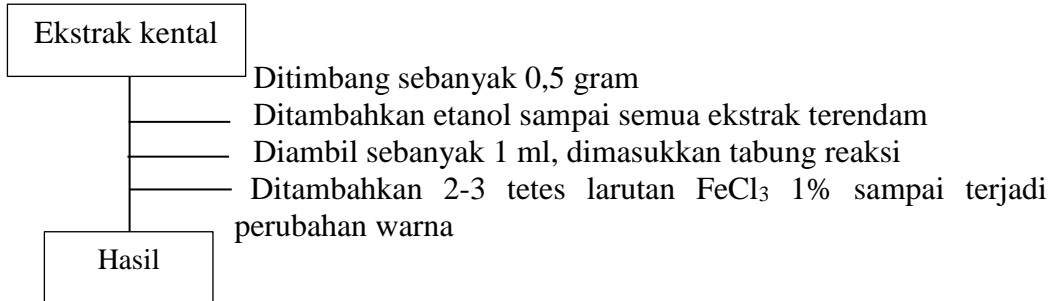 Ekstrak kental
Ditimbang sebanyak 0,5 gram
Ditambahkan etanol sampai semua ekstrak terendam
Diambil sebanyak 1 ml, dimasukkan tabung reaksi
Ditambahkan 2-3 tetes larutan FeCl₃ 1% sampai terjadi
perubahan warna
Hasil